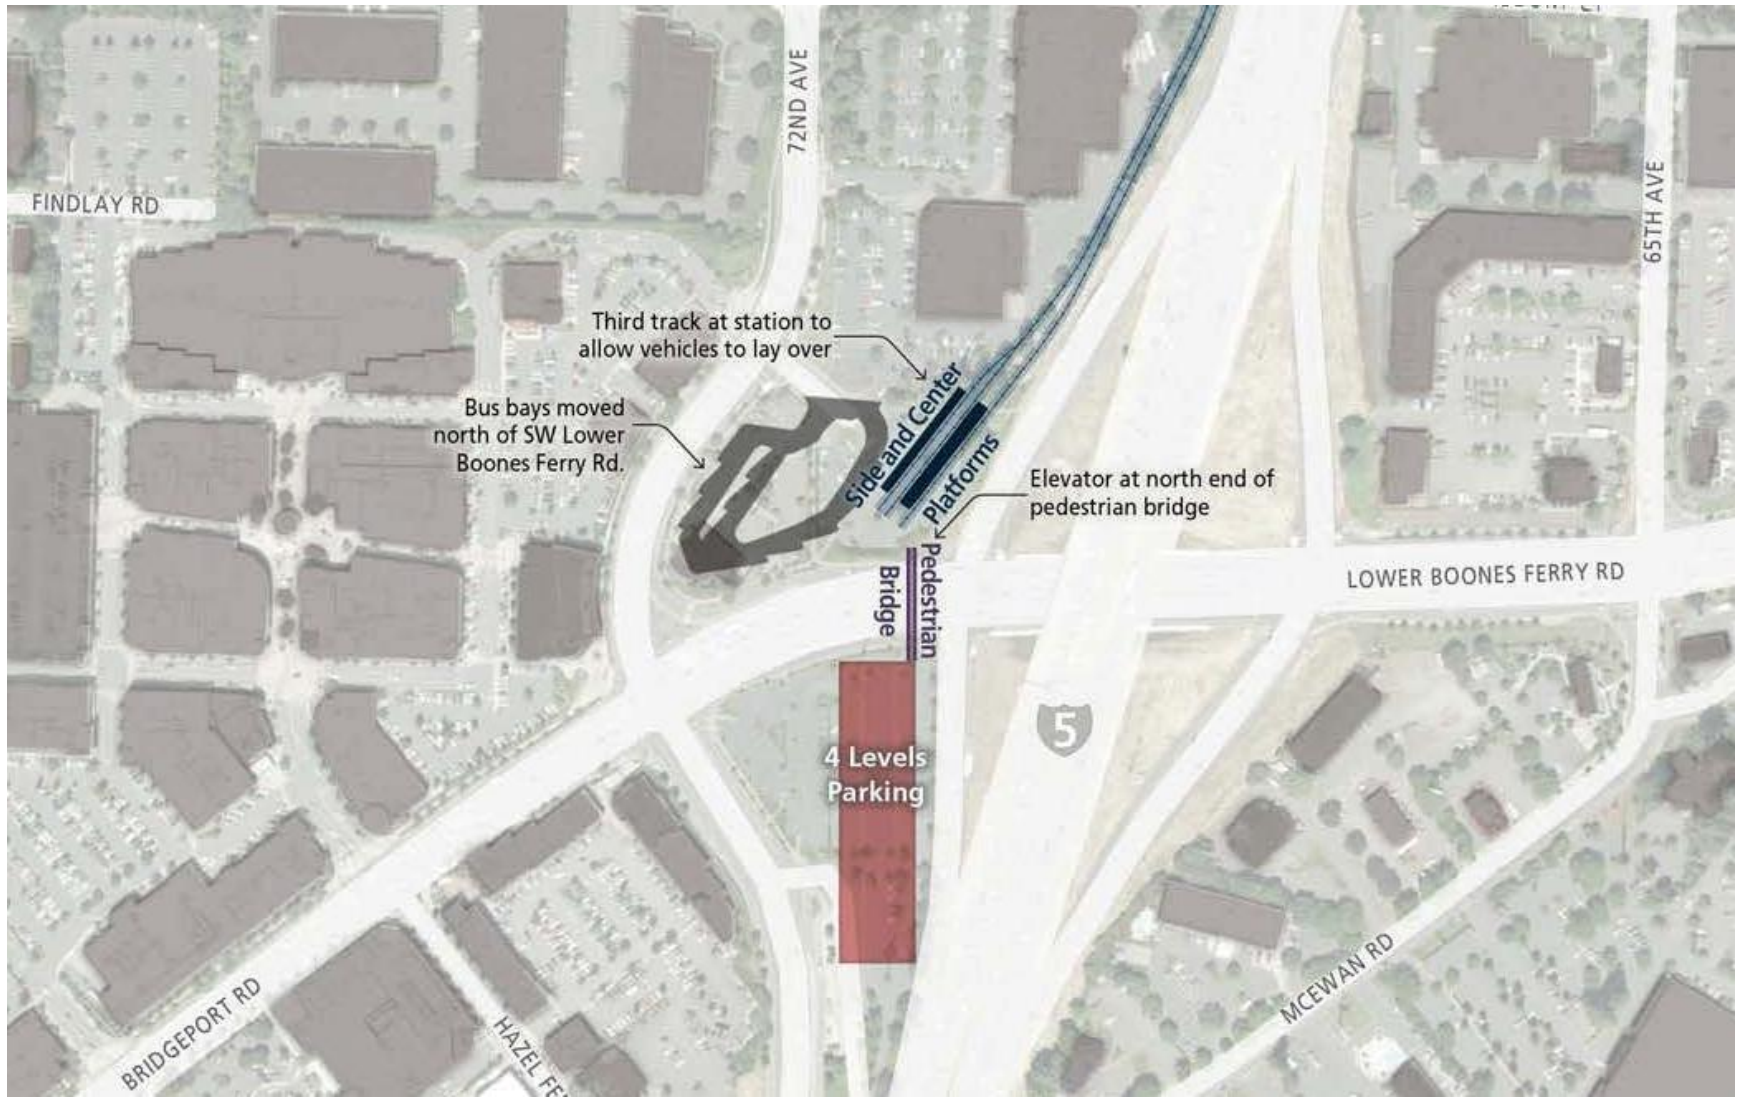 72ND AVE
FINDLAY RD
65TH AVE
Third track at station to
allow vehicles to lay over
Bus bays moved
north of SW Lower
Boones Ferry Rd.
Side and Center
Platforms
Elevator at north end of
pedestrian bridge
Pedestrian
Bridge
LOWER BOONES FERRY RD
5
4 Levels
Parking
BRIDGEPORT RD
HAZEL
MCEWAN RD